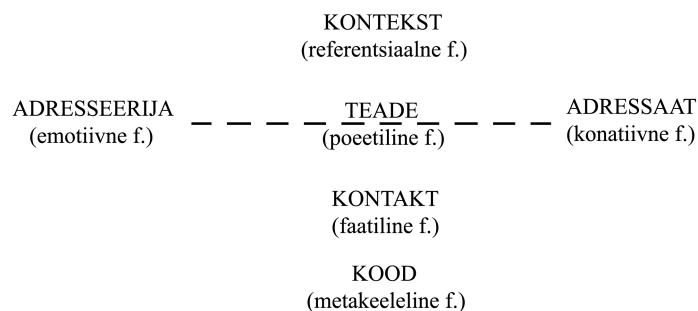 KONTEKST
(referentsiaalne f.)
ADRESSEERIJA
(emotiivne f.)
TEADE
(poeetiline f.)
ADRESSAAT
(konatiivne f.)
KONTAKT
(faatiline f.)
KOOD
(metakeeleline f.)